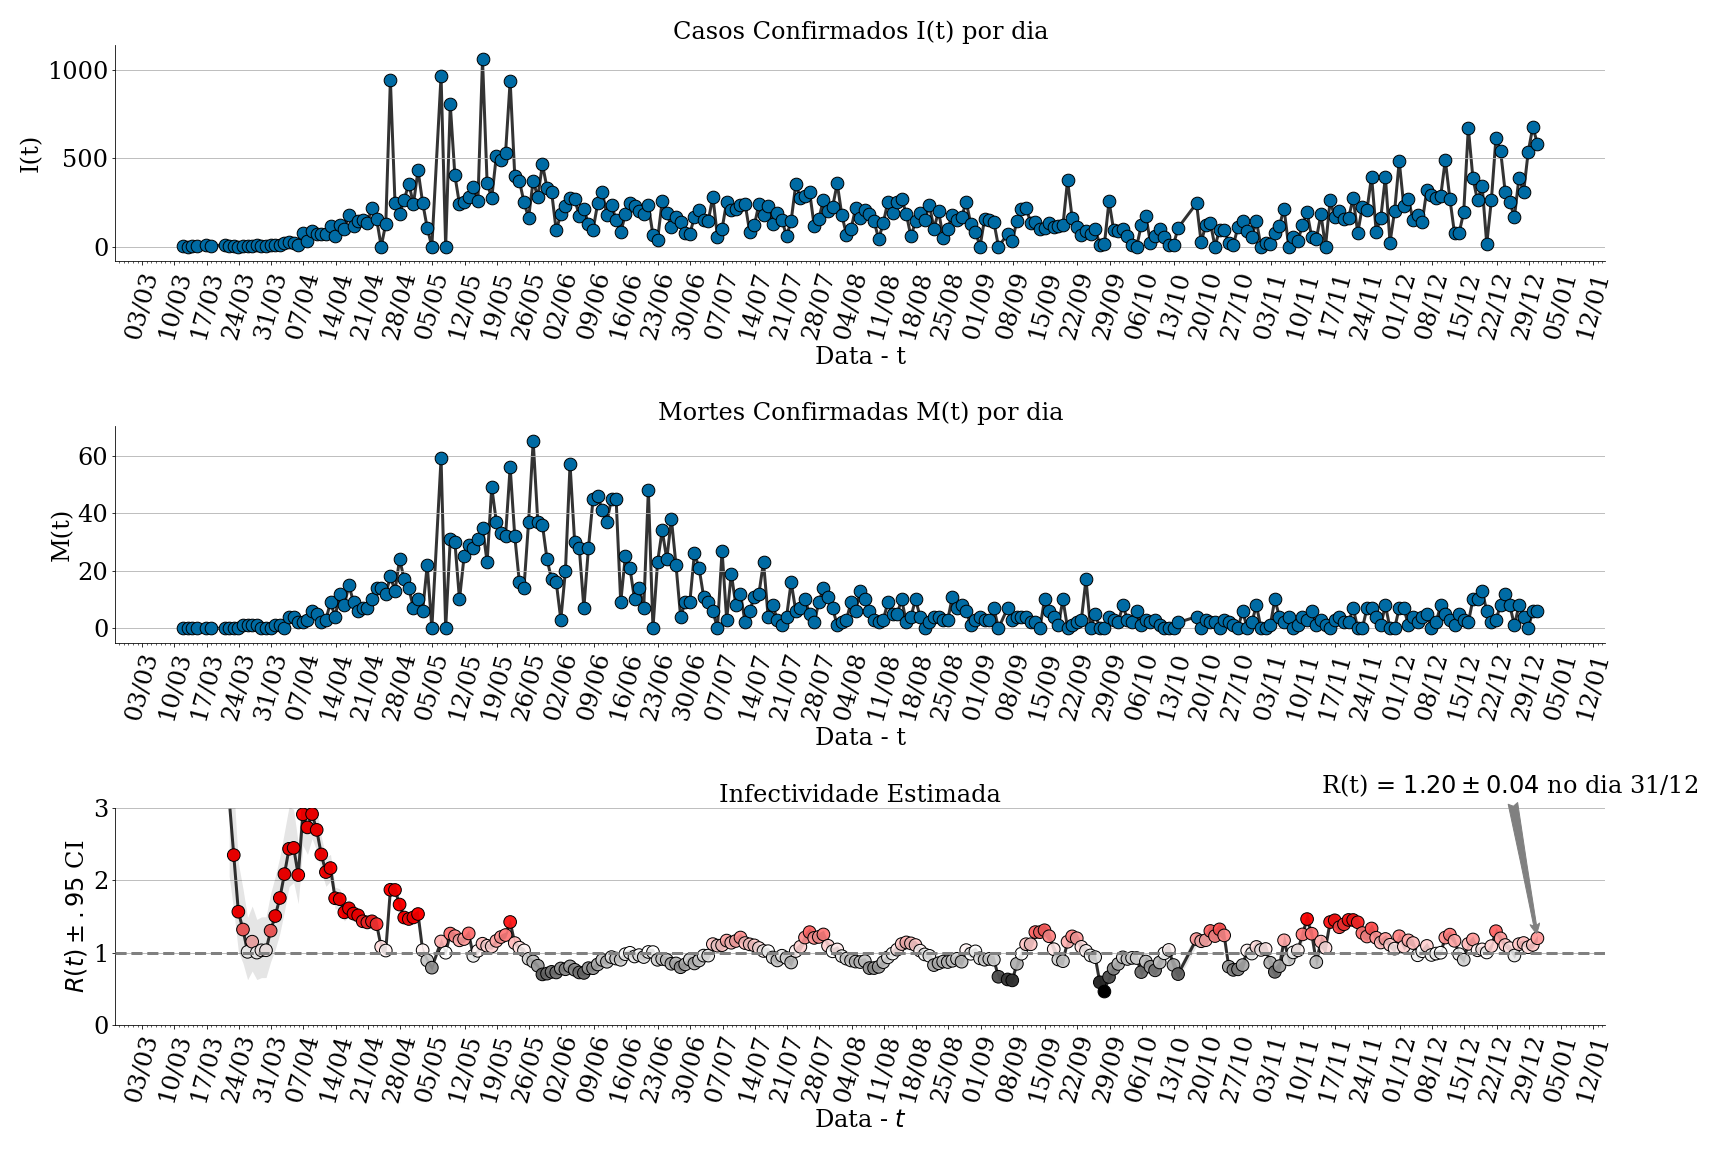 Casos Confirmados I(t) por dia
1000
500
0
I(t)
03/03 10/03 17/03 24/03 31/03 07/04 14/04 21/04 28/04 05/05 12/05 19/05 26/05 02/06 09/06 16/06 23/06 30/06 07/07 14/07 21/07 28/07 04/08 11/08 18/08 25/08 01/09 08/09 15/09 22/09 29/09 06/10 13/10 20/10 27/10 03/11 10/11 17/11 24/11 01/12 08/12 15/12 22/12 29/12 05/01 12/01
Data - t
Mortes Confirmadas M(t) por dia
60
40
20
0
M(t)
03/03 10/03 17/03 24/03 31/03 07/04 14/04 21/04 28/04 05/05 12/05 19/05 26/05 02/06 09/06 16/06 23/06 30/06 07/07 14/07 21/07 28/07 04/08 11/08 18/08 25/08 01/09 08/09 15/09 22/09 29/09 06/10 13/10 20/10 27/10 03/11 10/11 17/11 24/11 01/12 08/12 15/12 22/12 29/12 05/01 12/01
Data - t
R(t) = 1.20 ± 0.04 no dia 31/12
Infectividade Estimada
3
2
1
0
R(t) ± .95 CI
03/03 10/03 17/03 24/03 31/03 07/04 14/04 21/04 28/04 05/05 12/05 19/05 26/05 02/06 09/06 16/06 23/06 30/06 07/07 14/07 21/07 28/07 04/08 11/08 18/08 25/08 01/09 08/09 15/09 22/09 29/09 06/10 13/10 20/10 27/10 03/11 10/11 17/11 24/11 01/12 08/12 15/12 22/12 29/12 05/01 12/01
Data - t